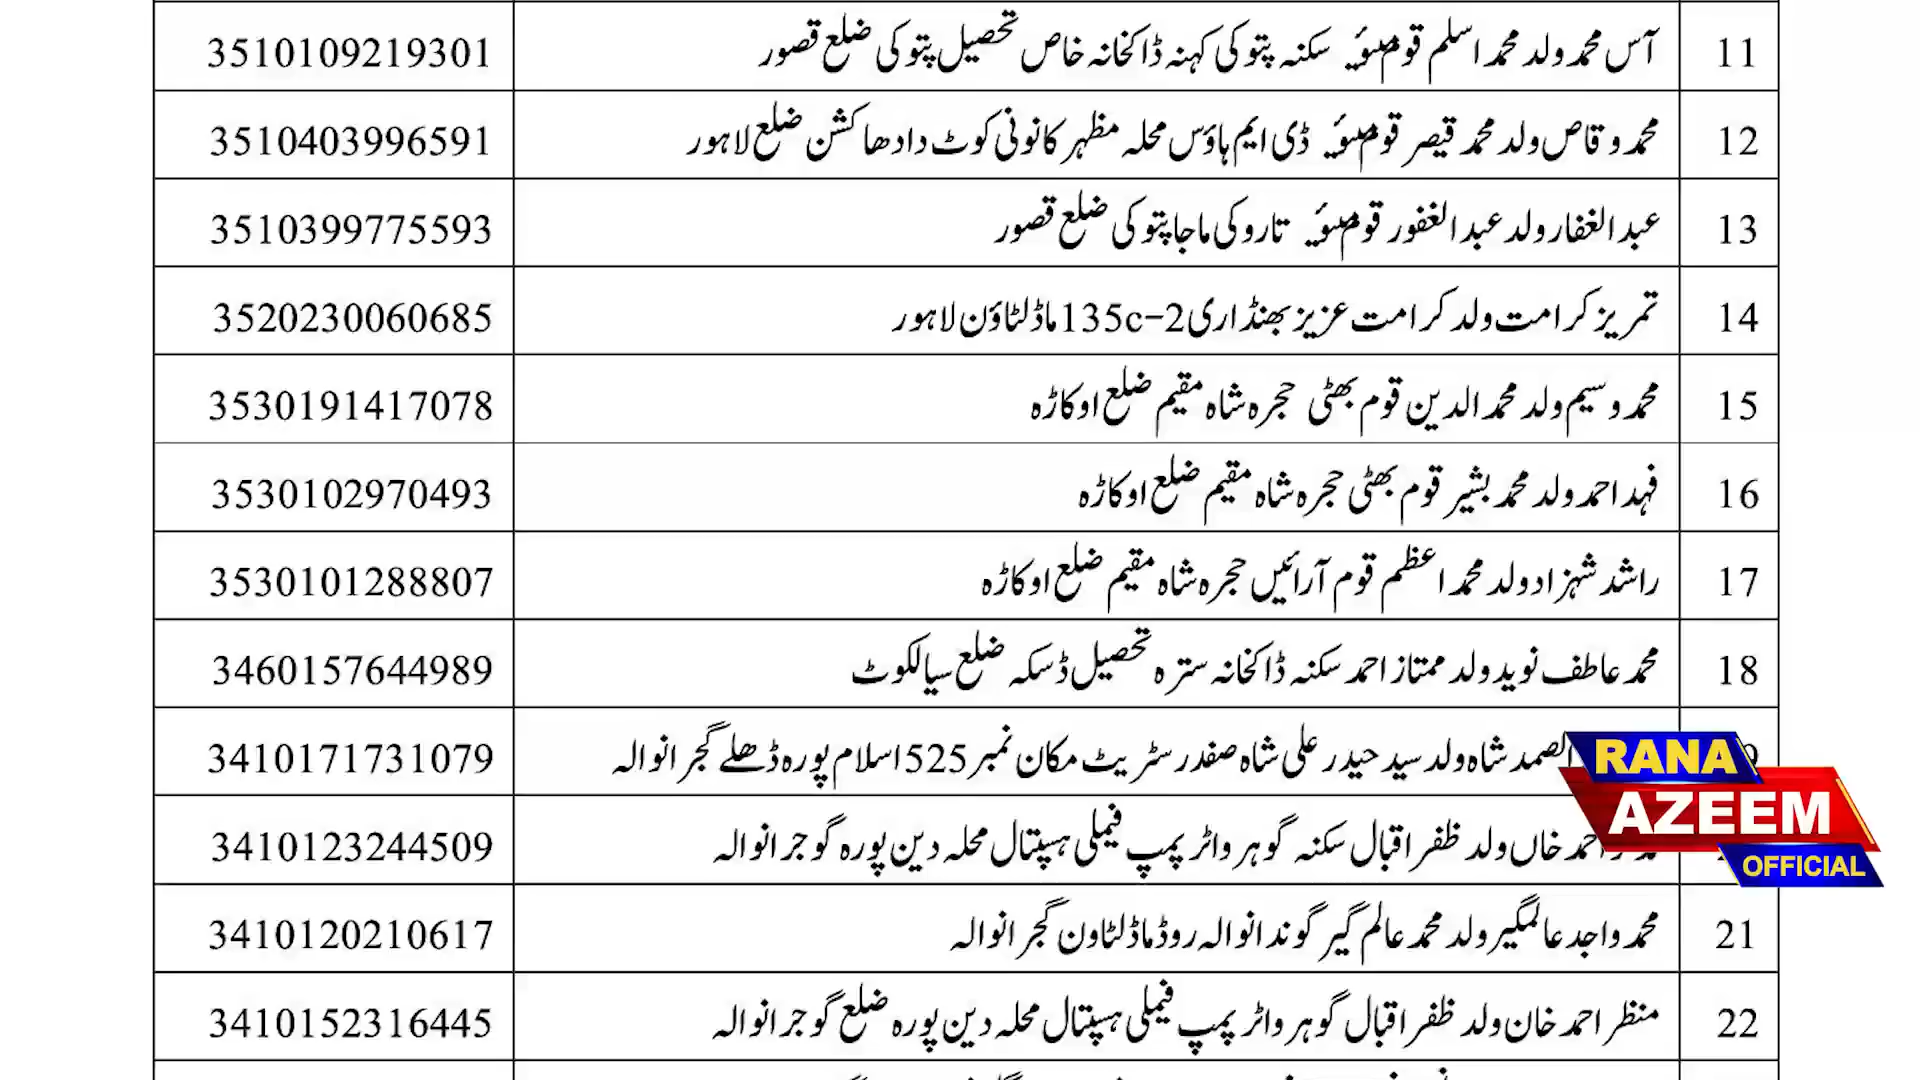 11 آس محمد ولد محمد اسلم قوم میوئ سکنہ پتوکی کہنہ ڈاکخانہ خاص تحصیل پتوکی ضلع قصور 3510109219301
12 محمد وقاص ولد محمد قیصر قوم میوئ ڈی ایم ہاؤس محلہ مظہر کانونی کوٹ دادھا کشن ضلع لاہور 3510403996591
13 عبدالغفار ولد عبدالغفور قوم میوئ تاروکی ماجا پتوکی ضلع قصور 3510399775593
14 تمریز کرامت ولد کرامت عزیز بھنڈاری 135c-2 ماڈلٹاؤن لاہور 3520230060685
15 محمد وسیم ولد محمد الدین قوم بھٹی حجرہ شاہ مقیم ضلع اوکاڑہ 3530191417078
16 فہد احمد ولد محمد بشیر قوم بھٹی حجرہ شاہ مقیم ضلع اوکاڑہ 3530102970493
17 راشد شہزاد ولد محمد اعظم قوم آرائیں حجرہ شاہ مقیم ضلع اوکاڑہ 3530101288807
18 محمد عاطف نوید ولد ممتاز احمد سکنہ ڈاکخانہ سترہ تحصیل ڈسکہ ضلع سیالکوٹ 3460157644989
الصمد شاہ ولد سید حیدر علی شاہ صفدر سٹریٹ مکان نمبر 525 اسلام پورہ ڈھلے گجرانوالہ 3410171731079
احمد خاں ولد ظفر اقبال سکنہ گوہر واٹر پمپ فیملی ہسپتال محلہ دین پورہ گوجرانوالہ 3410123244509
21 محمد واجد عالمگیر ولد محمد عالم گیر گوندانوالہ روڈ ماڈلٹاون گجرانوالہ 3410120210617
22 منظر احمد خان ولد ظفر اقبال گوہر واٹر پمپ فیملی ہسپتال محلہ دین پورہ ضلع گوجرانوالہ 3410152316445
RANA
AZEEM
OFFICIAL